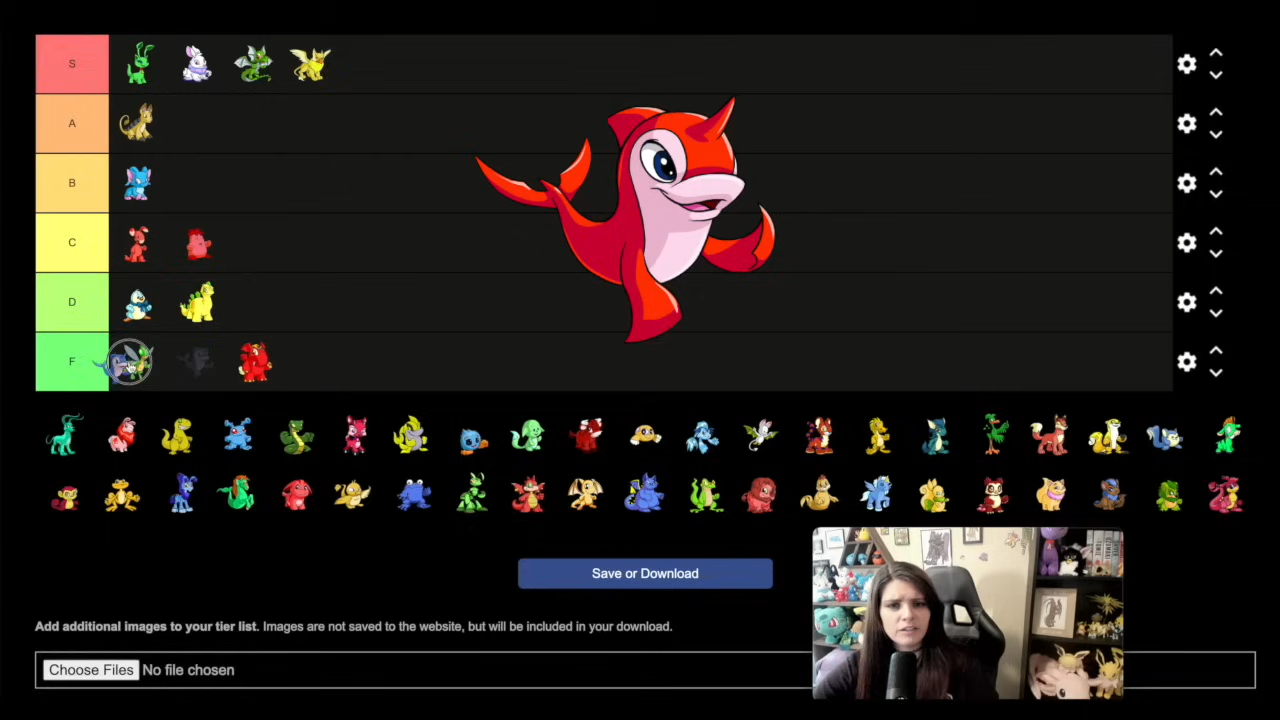 S
A
B
C
D
F
Save or Download
Add additional images to your tier list. Images are not saved to the website, but will be included in your download.
Choose Files No file chosen